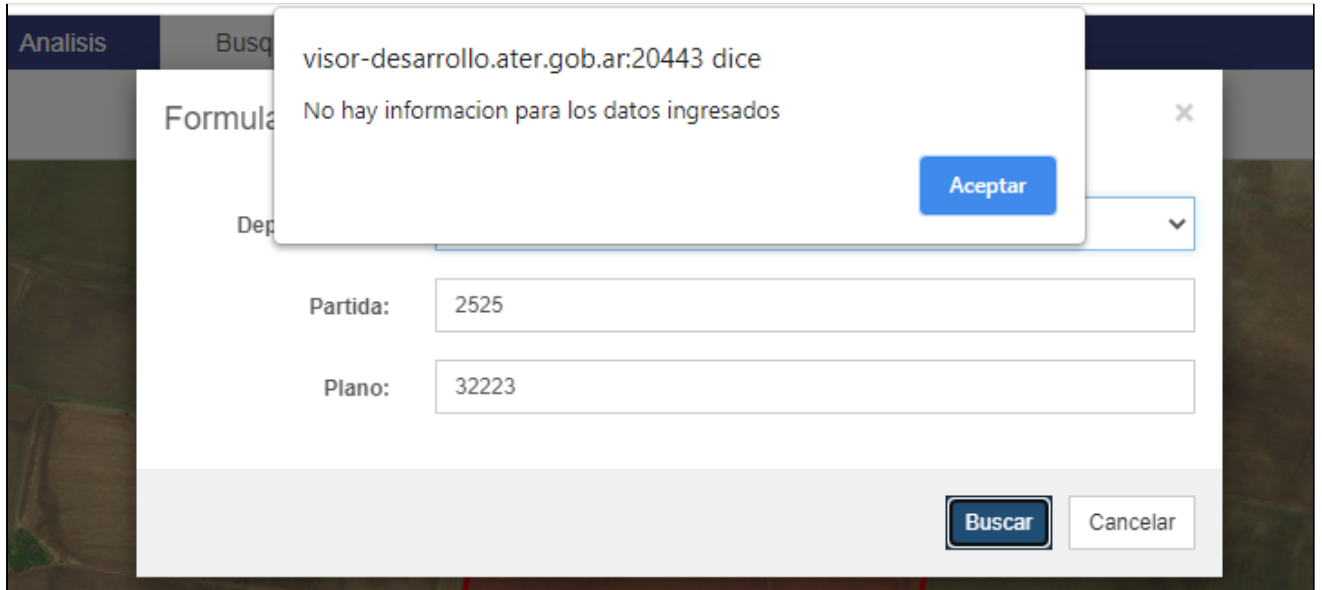 Analisis
Busq
visor-desarrollo.ater.gob.ar:20443 dice
No hay informacion para los datos ingresados
Aceptar
Formula
×
Dep
Partida:
2525
Plano:
32223
Buscar
Cancelar